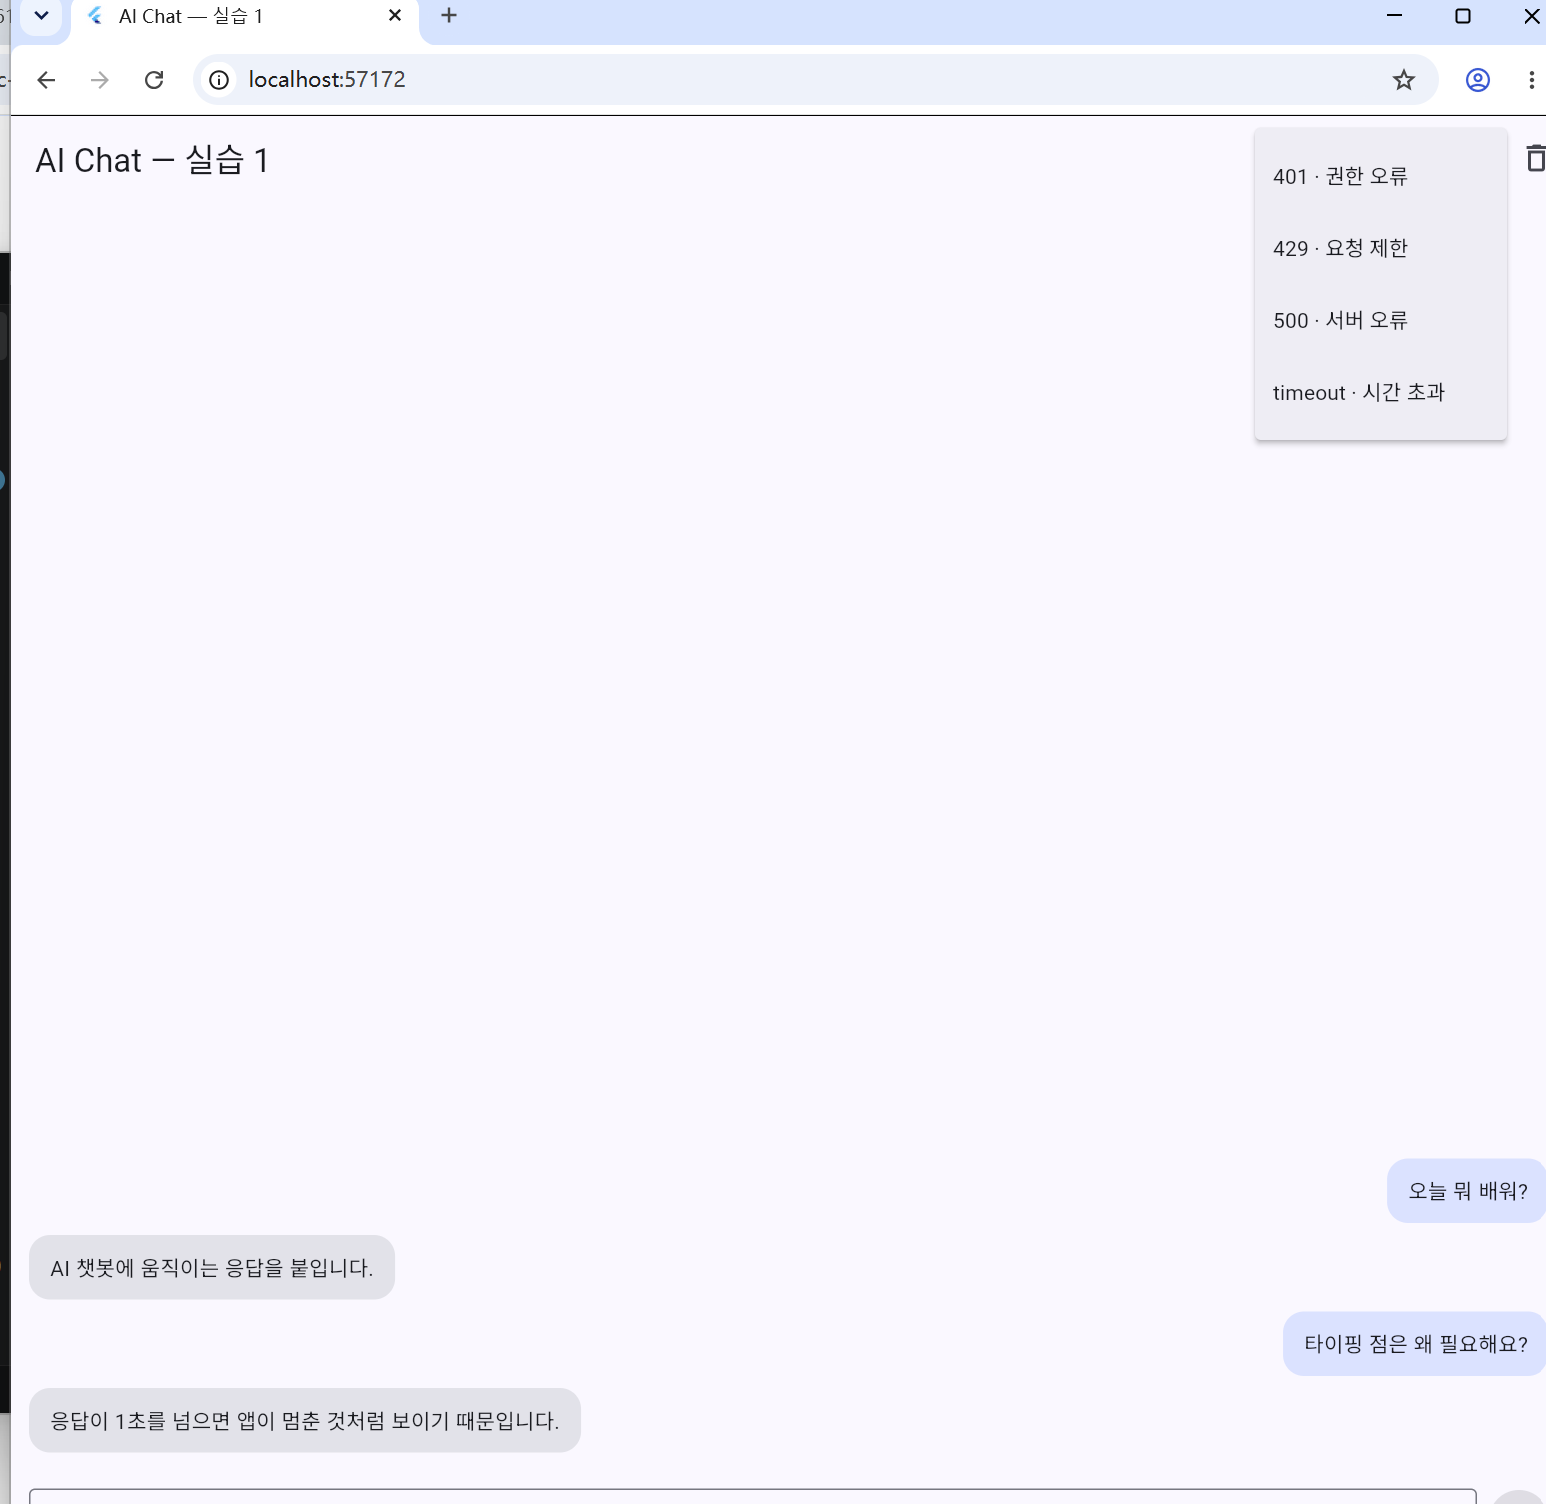 AI Chat — 실습 1
localhost:57172
AI Chat — 실습 1
401 · 권한 오류
429 · 요청 제한
500 · 서버 오류
timeout · 시간 초과
오늘 뭐 배워?
AI 챗봇에 움직이는 응답을 붙입니다.
타이핑 점은 왜 필요해요?
응답이 1초를 넘으면 앱이 멈춘 것처럼 보이기 때문입니다.